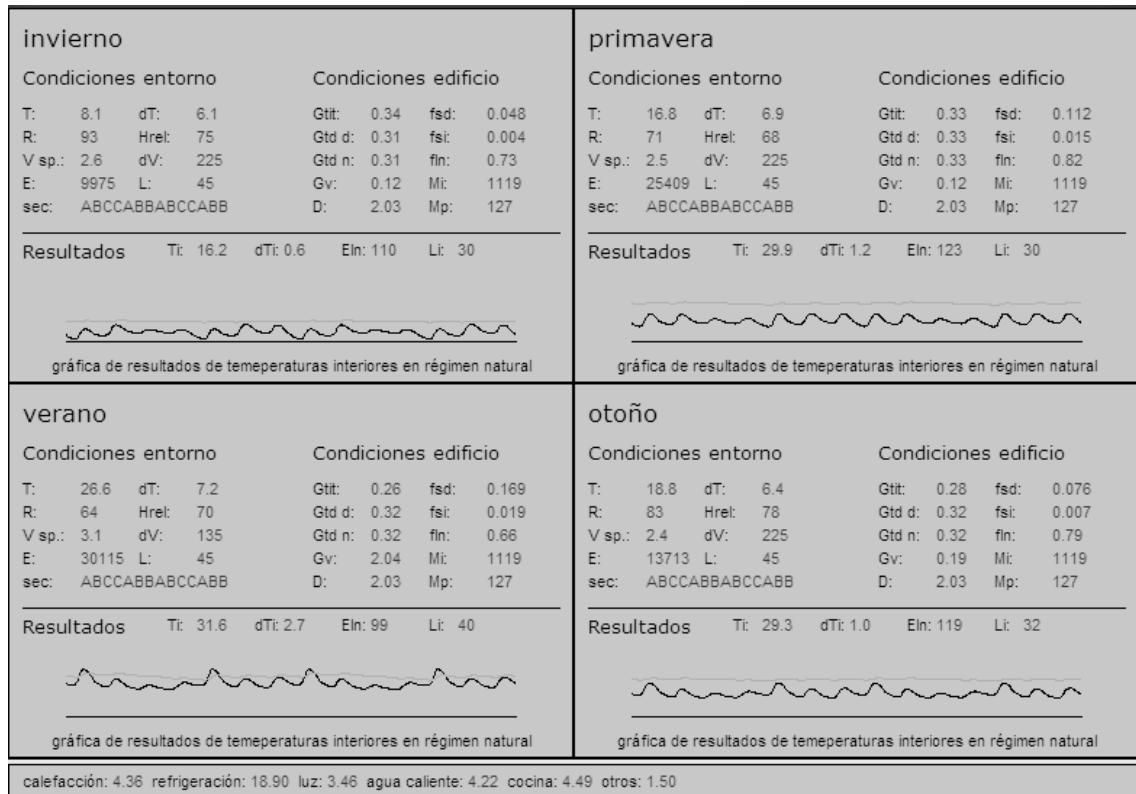 invierno
Condiciones entorno Condiciones edificio
T: 8.1 dT: 6.1 Gtit: 0.34 fsd: 0.048
R: 93 Hrel: 75 Gtd d: 0.31 fsi: 0.004
V sp.: 2.6 dV: 225 Gtd n: 0.31 fln: 0.73
E: 9975 L: 45 Gv: 0.12 Mi: 1119
sec: ABCCABBABCCABB D: 2.03 Mp: 127
Resultados Ti: 16.2 dTi: 0.6 Eln: 110 Li: 30
gráfica de resultados de temeperaturas interiores en régimen natural
primavera
Condiciones entorno Condiciones edificio
T: 16.8 dT: 6.9 Gtit: 0.33 fsd: 0.112
R: 71 Hrel: 68 Gtd d: 0.33 fsi: 0.015
V sp.: 2.5 dV: 225 Gtd n: 0.33 fln: 0.82
E: 25409 L: 45 Gv: 0.12 Mi: 1119
sec: ABCCABBABCCABB D: 2.03 Mp: 127
Resultados Ti: 29.9 dTi: 1.2 Eln: 123 Li: 30
gráfica de resultados de temeperaturas interiores en régimen natural
verano
Condiciones entorno Condiciones edificio
T: 26.6 dT: 7.2 Gtit: 0.26 fsd: 0.169
R: 64 Hrel: 70 Gtd d: 0.32 fsi: 0.019
V sp.: 3.1 dV: 135 Gtd n: 0.32 fln: 0.66
E: 30115 L: 45 Gv: 2.04 Mi: 1119
sec: ABCCABBABCCABB D: 2.03 Mp: 127
Resultados Ti: 31.6 dTi: 2.7 Eln: 99 Li: 40
gráfica de resultados de temeperaturas interiores en régimen natural
otoño
Condiciones entorno Condiciones edificio
T: 18.8 dT: 6.4 Gtit: 0.28 fsd: 0.076
R: 83 Hrel: 78 Gtd d: 0.32 fsi: 0.007
V sp.: 2.4 dV: 225 Gtd n: 0.32 fln: 0.79
E: 13713 L: 45 Gv: 0.19 Mi: 1119
sec: ABCCABBABCCABB D: 2.03 Mp: 127
Resultados Ti: 29.3 dTi: 1.0 Eln: 119 Li: 32
gráfica de resultados de temeperaturas interiores en régimen natural
calefacción: 4.36 refrigeración: 18.90 luz: 3.46 agua caliente: 4.22 cocina: 4.49 otros: 1.50